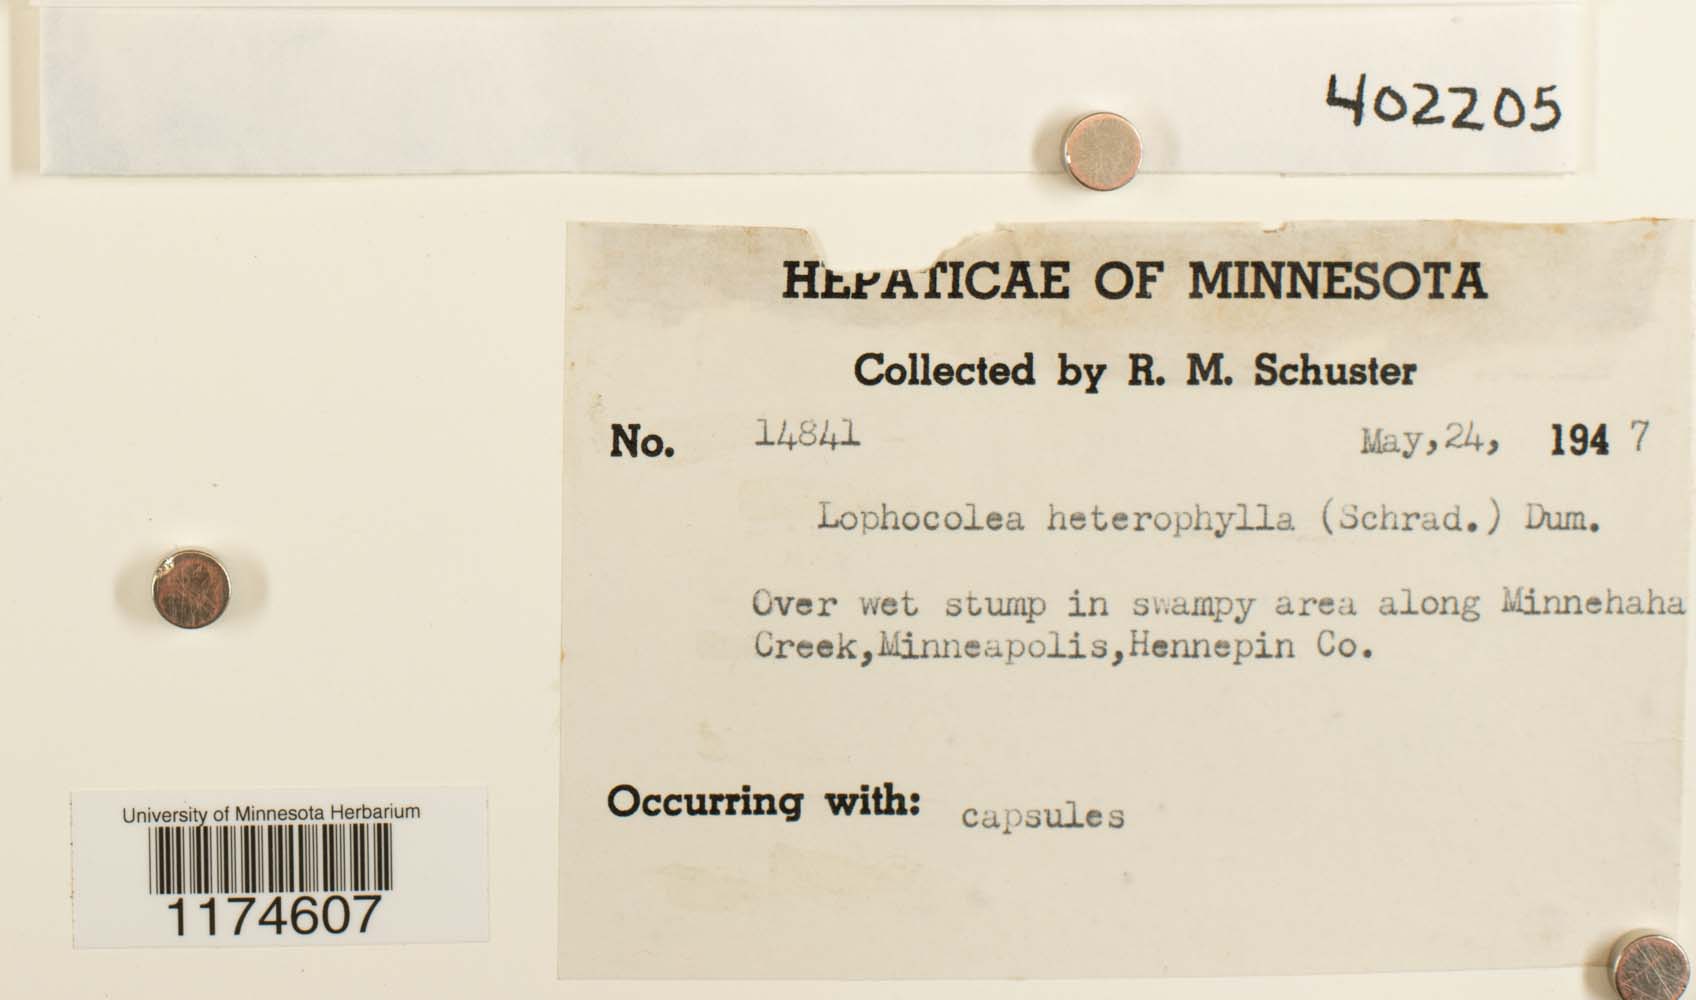 402205
HEPATICAE OF MINNESOTA
Collected by R. M. Schuster
No. 14841 May,24, 1947
Lophocolea heterophylla (Schrad.) Dum.
Over wet stump in swampy area along Minnehaha
Creek,Minneapolis,Hennepin Co.
Occurring with: capsules
University of Minnesota Herbarium
1174607